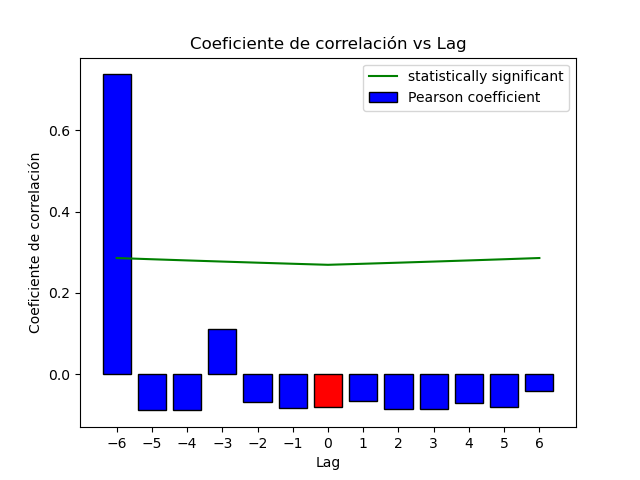 Coeficiente de correlación vs Lag
statistically significant
Pearson coefficient
Coeficiente de correlación
0.6
0.4
0.2
0.0
−6 −5 −4 −3 −2 −1 0 1 2 3 4 5 6
Lag